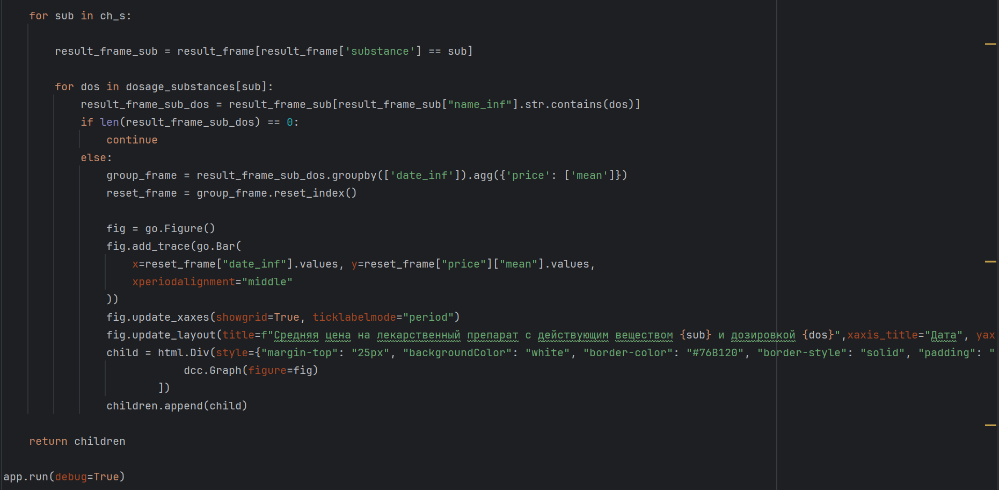 for sub in ch_s:
result_frame_sub = result_frame[result_frame['substance'] == sub]
for dos in dosage_substances[sub]:
result_frame_sub_dos = result_frame_sub[result_frame_sub["name_inf"].str.contains(dos)]
if len(result_frame_sub_dos) == 0:
continue
else:
group_frame = result_frame_sub_dos.groupby(['date_inf']).agg({'price': ['mean']})
reset_frame = group_frame.reset_index()
fig = go.Figure()
fig.add_trace(go.Bar(
x=reset_frame["date_inf"].values, y=reset_frame["price"]["mean"].values,
xperiodalignment="middle"
))
fig.update_xaxes(showgrid=True, ticklabelmode="period")
fig.update_layout(title=f"Средняя цена на лекарственный препарат с действующим веществом {sub} и дозировкой {dos}",xaxis_title="Дата", yax
child = html.Div(style={"margin-top": "25px", "backgroundColor": "white", "border-color": "#76B120", "border-style": "solid", "padding": "
dcc.Graph(figure=fig)
])
children.append(child)
return children
app.run(debug=True)